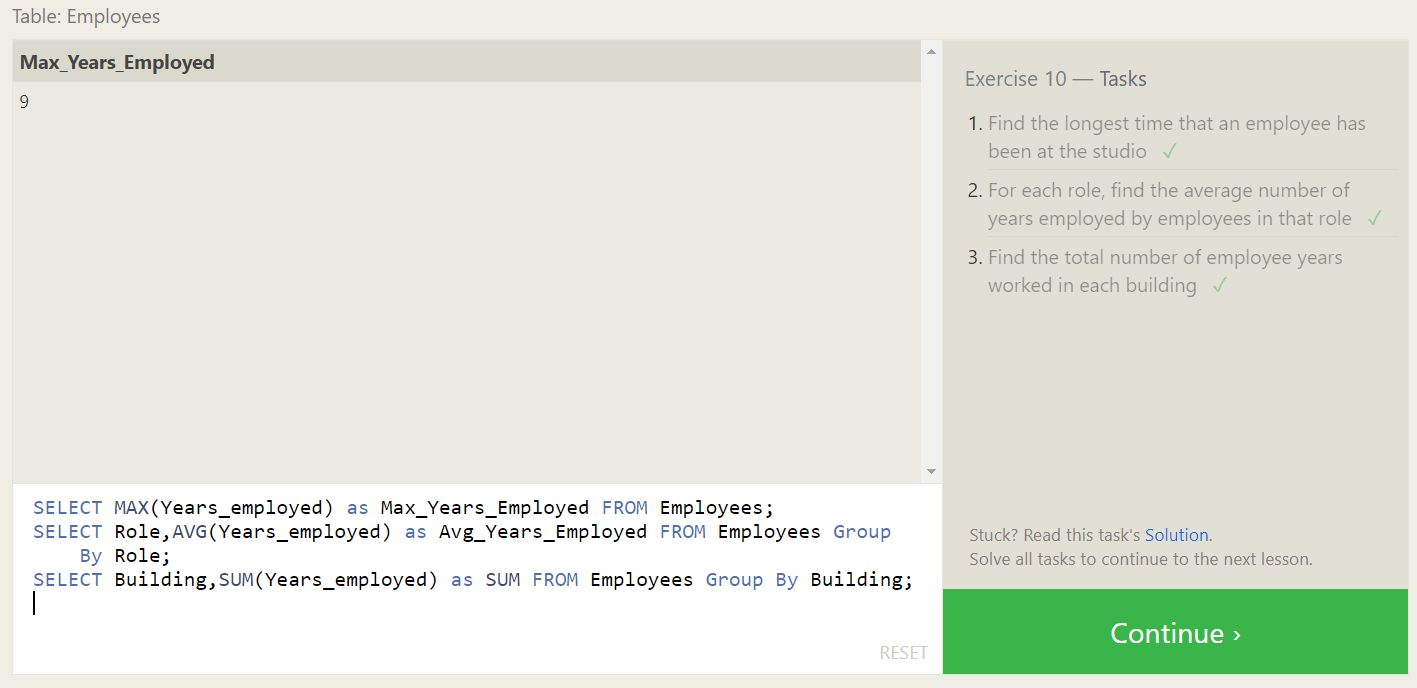 Table: Employees
Max_Years_Employed
9
Exercise 10 — Tasks
1. Find the longest time that an employee has
been at the studio ✓
2. For each role, find the average number of
years employed by employees in that role ✓
3. Find the total number of employee years
worked in each building ✓
SELECT MAX(Years_employed) as Max_Years_Employed FROM Employees;
SELECT Role,AVG(Years_employed) as Avg_Years_Employed FROM Employees Group
By Role;
SELECT Building,SUM(Years_employed) as SUM FROM Employees Group By Building;
RESET
Stuck? Read this task's Solution.
Solve all tasks to continue to the next lesson.
Continue ›